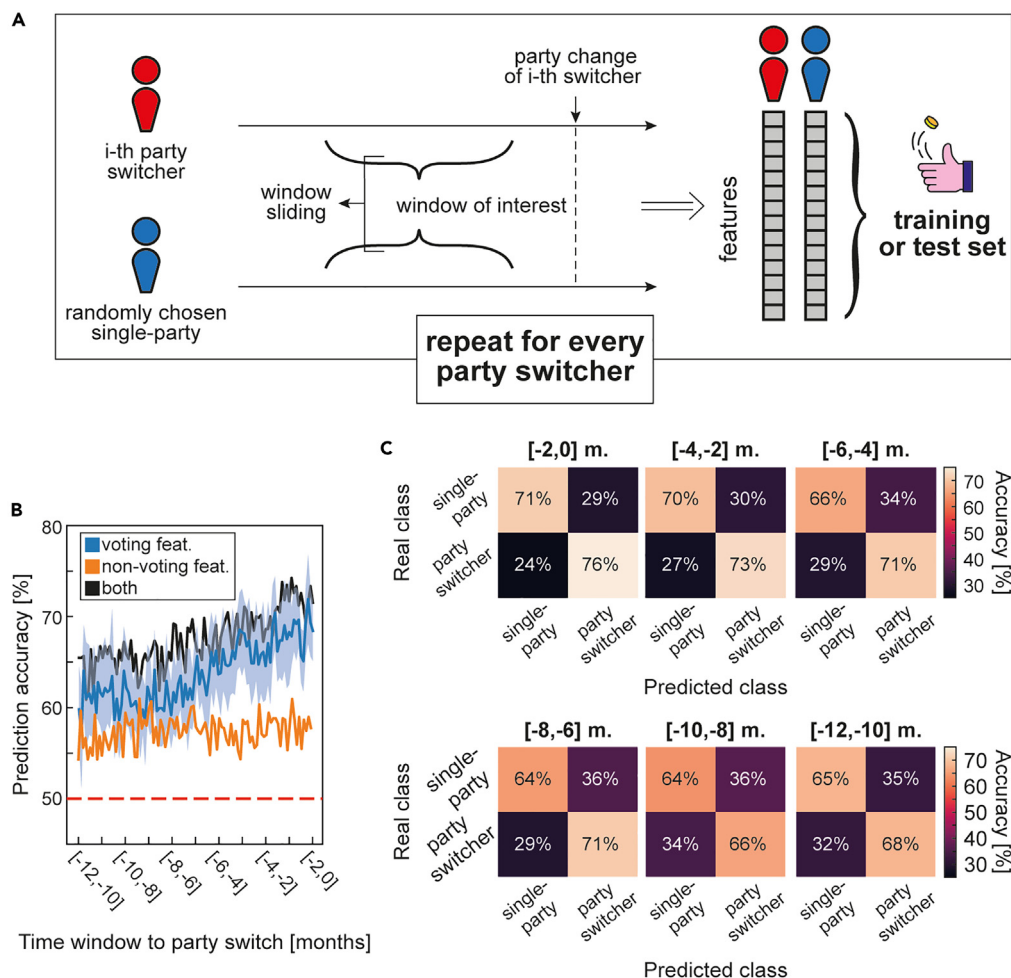 A
party change
of i-th switcher
i-th party
switcher
window
sliding
window of interest
features
training
or test set
randomly chosen
single-party
repeat for every
party switcher
B
80
70
60
50
Prediction accuracy [%]
voting feat.
non-voting feat.
both
[-12,-10]
[-10,-8]
[-8,-6]
[-6,-4]
[-4,-2]
[-2,0]
Time window to party switch [months]
C
[-2,0] m.
[-4,-2] m.
[-6,-4] m.
Real class
single-
party
party
switcher
71%
29%
70%
30%
66%
34%
24%
76%
27%
73%
29%
71%
70
60
50
40
30
Accuracy [%]
single-
party
party
switcher
single-
party
party
switcher
single-
party
party
switcher
Predicted class
[-8,-6] m.
[-10,-8] m.
[-12,-10] m.
Real class
single-
party
party
switcher
64%
36%
64%
36%
65%
35%
29%
71%
34%
66%
32%
68%
70
60
50
40
30
Accuracy [%]
single-
party
party
switcher
single-
party
party
switcher
single-
party
party
switcher
Predicted class